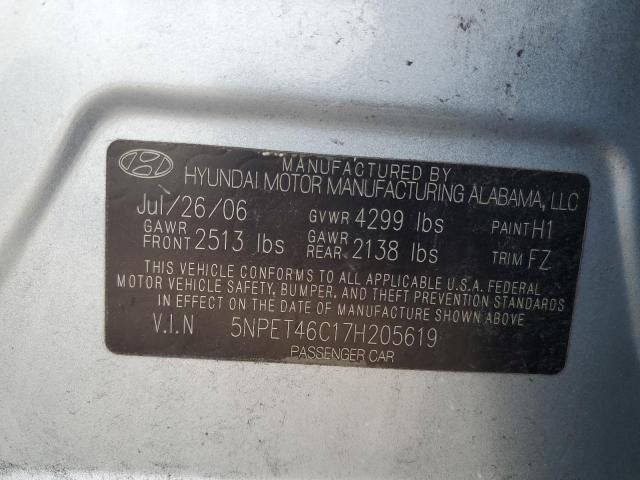 MANUFACTURED BY
HYUNDAI MOTOR MANUFACTURING ALABAMA, LLC
Jul/26/06 GVWR 4299 lbs PAINT H1
GAWR FRONT 2513 lbs GAWR REAR 2138 lbs TRIM FZ
THIS VEHICLE CONFORMS TO ALL APPLICABLE U.S.A. FEDERAL
MOTOR VEHICLE SAFETY, BUMPER, AND THEFT PREVENTION STANDARDS
IN EFFECT ON THE DATE OF MANUFACTURE SHOWN ABOVE.
V.I.N 5NPET46C17H205619
PASSENGER CAR